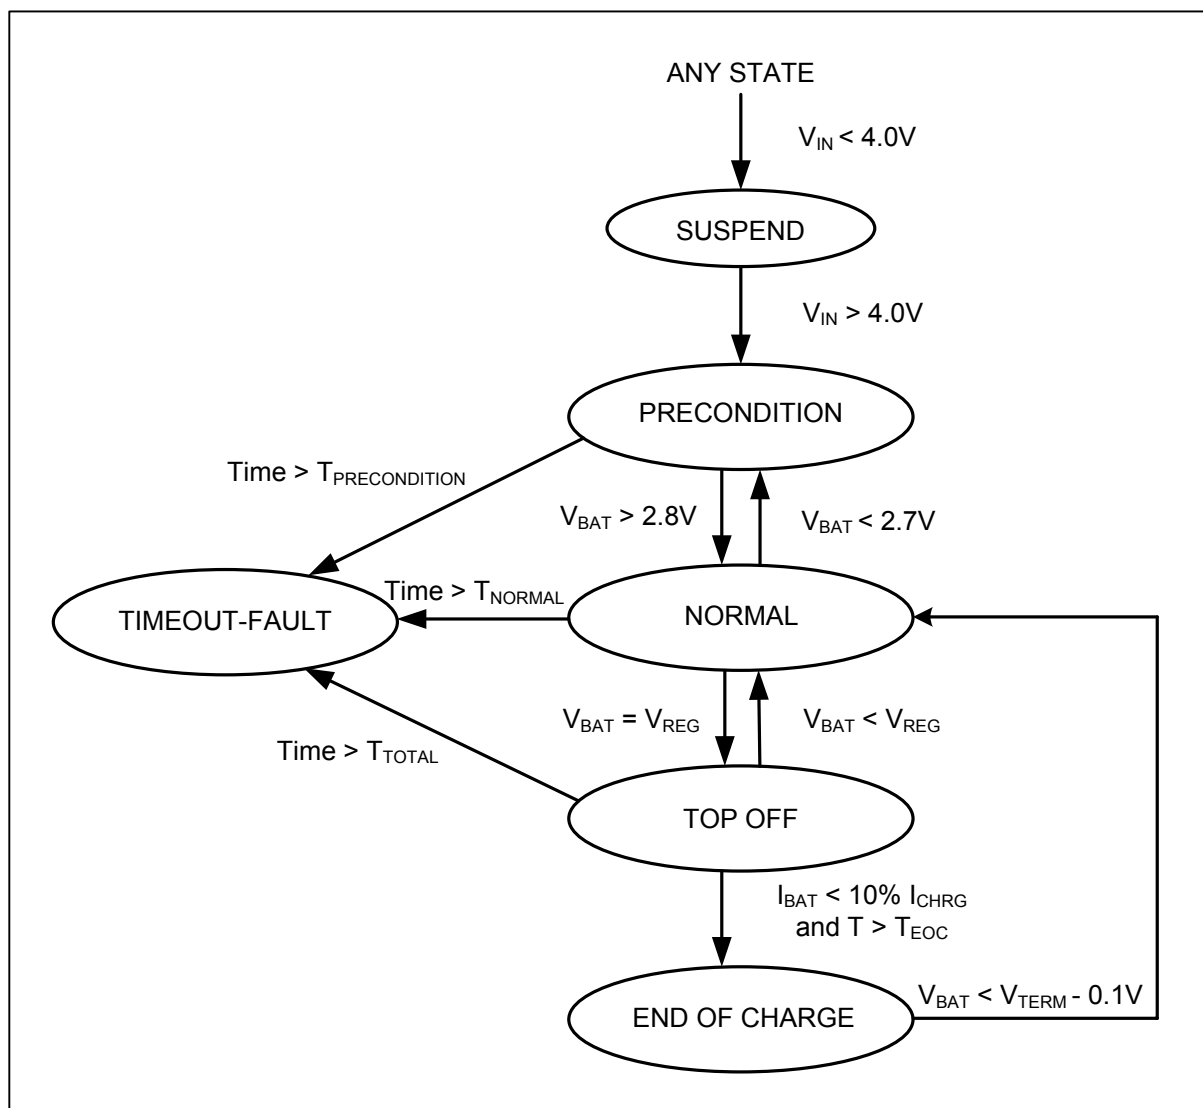 ANY STATE
V_IN < 4.0V
SUSPEND
V_IN > 4.0V
PRECONDITION
Time > T_PRECONDITION
V_BAT > 2.8V
V_BAT < 2.7V
Time > T_NORMAL
TIMEOUT-FAULT
NORMAL
V_BAT = V_REG
V_BAT < V_REG
Time > T_TOTAL
TOP OFF
I_BAT < 10% I_CHRG
and T > T_EOC
V_BAT < V_TERM - 0.1V
END OF CHARGE